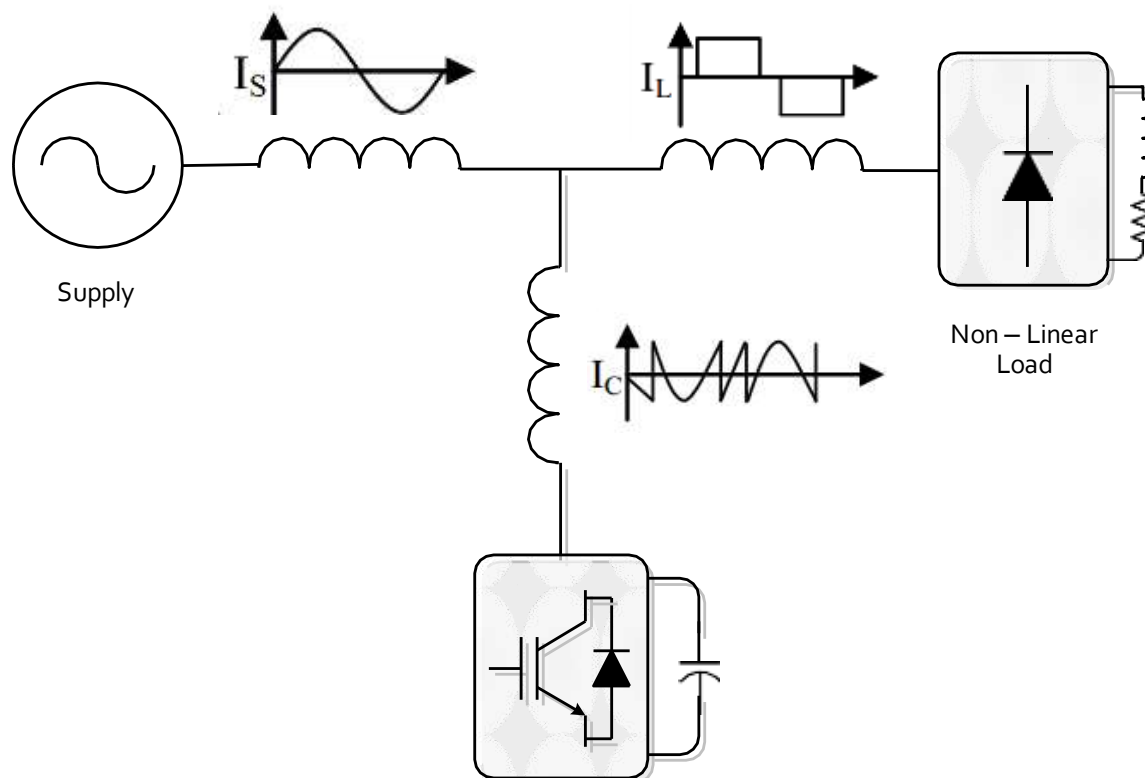 I_S
I_L
Supply
Non – Linear
Load
I_C